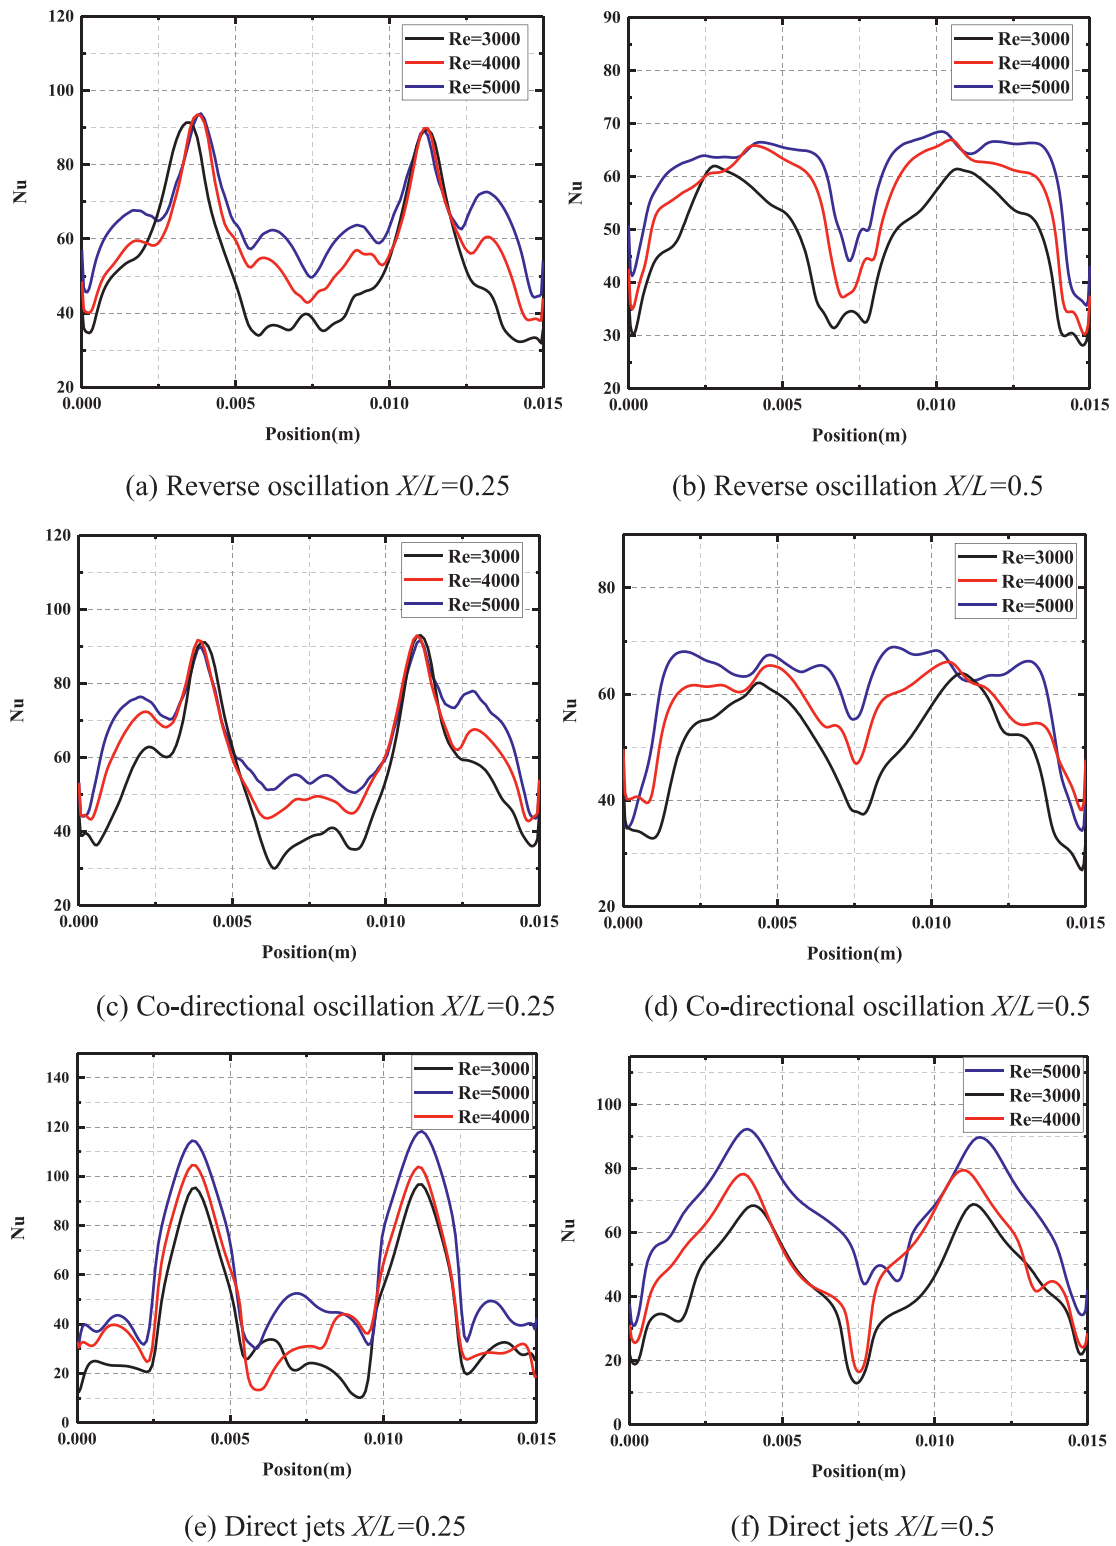 120
100
80
60
40
20
Nu
Re=3000
Re=4000
Re=5000
0.000
0.005
0.010
0.015
Position(m)
(a) Reverse oscillation X/L=0.25
90
80
70
60
50
40
30
20
Nu
Re=3000
Re=4000
Re=5000
0.000
0.005
0.010
0.015
Position(m)
(b) Reverse oscillation X/L=0.5
120
100
80
60
40
20
Nu
Re=3000
Re=4000
Re=5000
0.000
0.005
0.010
0.015
Position(m)
(c) Co-directional oscillation X/L=0.25
80
60
40
20
Nu
Re=3000
Re=4000
Re=5000
0.000
0.005
0.010
0.015
Position(m)
(d) Co-directional oscillation X/L=0.5
140
120
100
80
60
40
20
0
Nu
Re=3000
Re=5000
Re=4000
0.000
0.005
0.010
0.015
Positon(m)
(e) Direct jets X/L=0.25
100
80
60
40
20
0
Nu
Re=5000
Re=3000
Re=4000
0.000
0.005
0.010
0.015
Position(m)
(f) Direct jets X/L=0.5